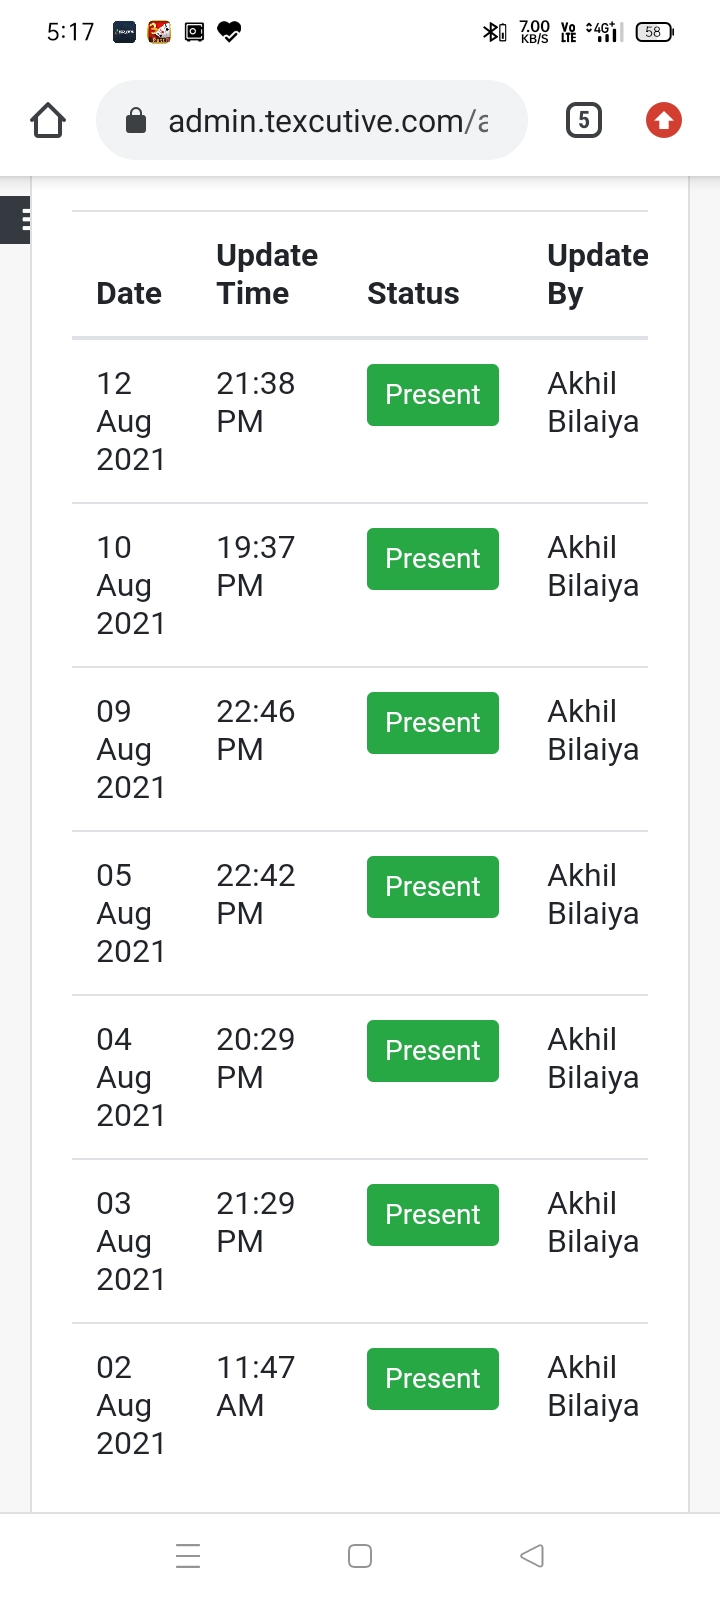 5:17 7.00 KB/S Vo LTE 4G+ 58
admin.texcutive.com/a 5
Date Update Time Status Update By
12 Aug 2021 21:38 PM Present Akhil Bilaiya
10 Aug 2021 19:37 PM Present Akhil Bilaiya
09 Aug 2021 22:46 PM Present Akhil Bilaiya
05 Aug 2021 22:42 PM Present Akhil Bilaiya
04 Aug 2021 20:29 PM Present Akhil Bilaiya
03 Aug 2021 21:29 PM Present Akhil Bilaiya
02 Aug 2021 11:47 AM Present Akhil Bilaiya